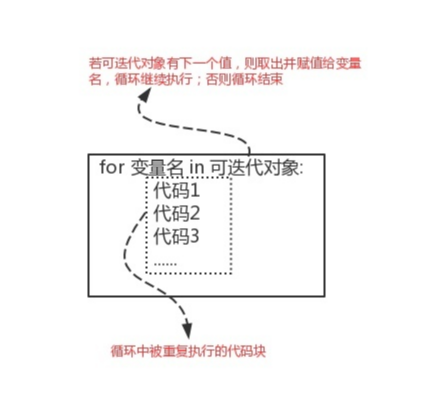 若可迭代对象有下一个值，则取出并赋值给变量
名，循环继续执行；否则循环结束
for 变量名 in 可迭代对象:
代码1
代码2
代码3
......
循环中被重复执行的代码块